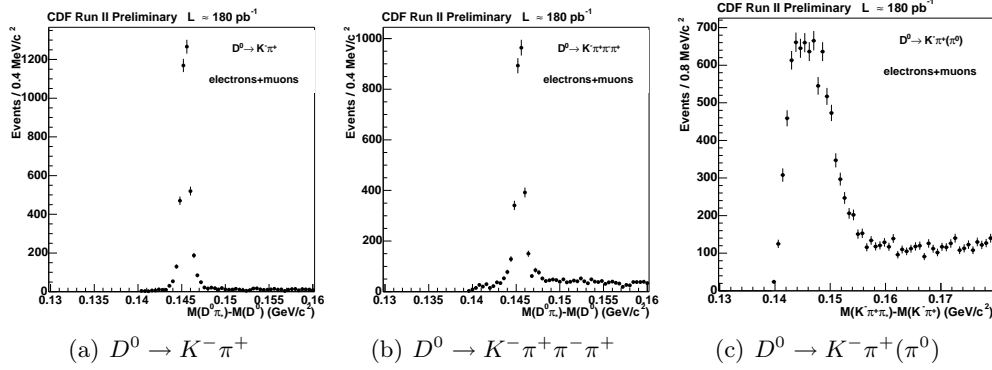 CDF Run II Preliminary L ≈ 180 pb⁻¹
Events / 0.4 MeV/c²
D⁰→ K⁻π⁺
electrons+muons
1200
1000
800
600
400
200
0
0.13 0.135 0.14 0.145 0.15 0.155 0.16
M(D⁰π*)-M(D⁰) (GeV/c²)
(a) D⁰ → K⁻π⁺
CDF Run II Preliminary L ≈ 180 pb⁻¹
Events / 0.4 MeV/c²
D⁰→ K⁻π⁺π⁻π⁺
electrons+muons
1000
800
600
400
200
0
0.13 0.135 0.14 0.145 0.15 0.155 0.16
M(D⁰π*)-M(D⁰) (GeV/c²)
(b) D⁰ → K⁻π⁺π⁻π⁺
CDF Run II Preliminary L ≈ 180 pb⁻¹
Events / 0.8 MeV/c²
D⁰→ K⁻π⁺(π⁰)
electrons+muons
700
600
500
400
300
200
100
0
0.13 0.14 0.15 0.16 0.17
M(K⁻π⁺π*)-M(K⁻π⁺) (GeV/c²)
(c) D⁰ → K⁻π⁺(π⁰)